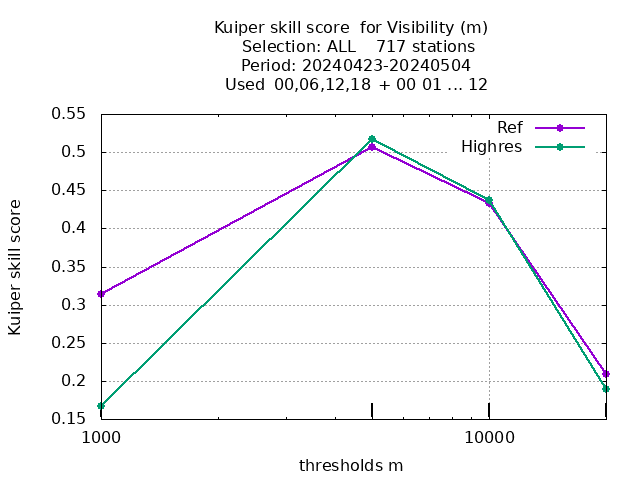 Kuiper skill score  for Visibility (m)
Selection: ALL    717 stations
Period: 20240423-20240504
Used  00,06,12,18 + 00 01 ... 12
Ref
Highres
0.55
0.5
0.45
0.4
0.35
0.3
0.25
0.2
0.15
Kuiper skill score
1000
10000
thresholds m